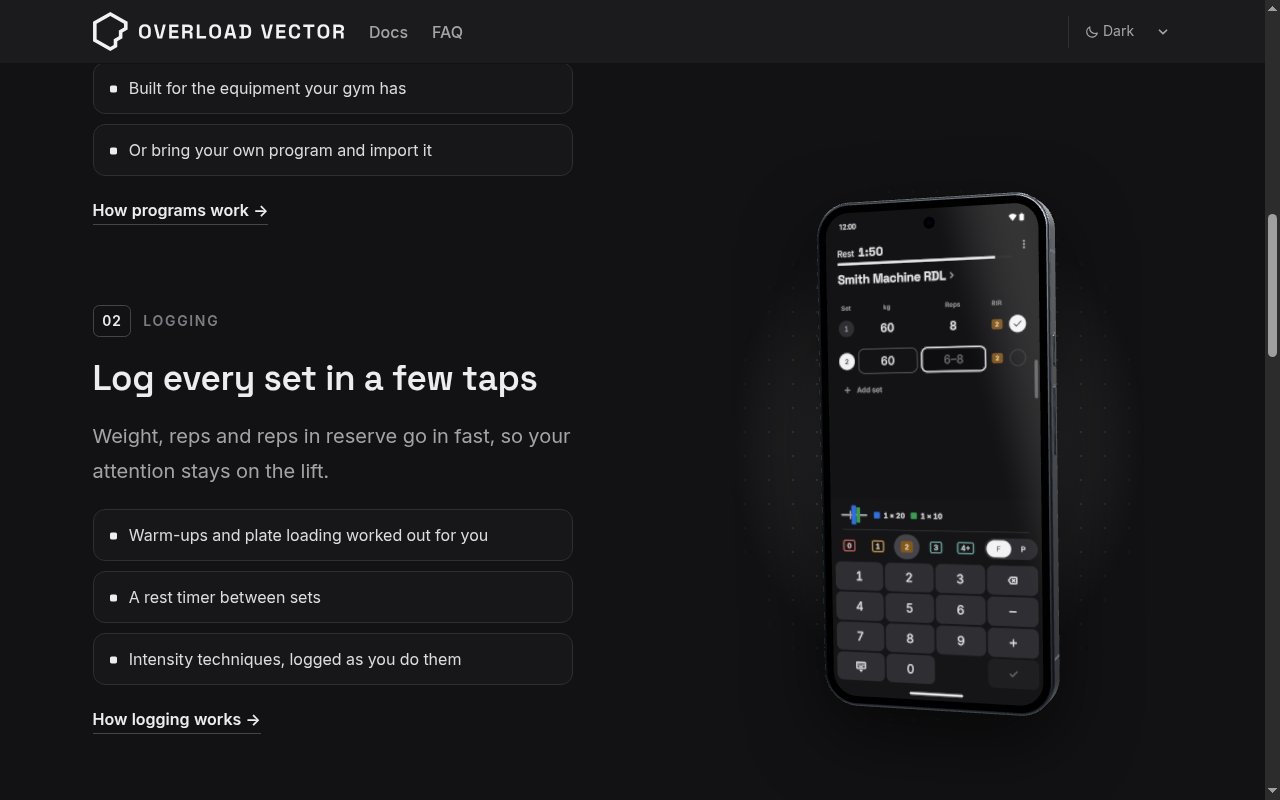 OVERLOAD VECTOR Docs FAQ Dark
Built for the equipment your gym has
Or bring your own program and import it
How programs work →
02 LOGGING
Log every set in a few taps
Weight, reps and reps in reserve go in fast, so your
attention stays on the lift.
Warm-ups and plate loading worked out for you
A rest timer between sets
Intensity techniques, logged as you do them
How logging works →
12:00
Rest 1:50
Smith Machine RDL ›
Set kg Reps RIR
1 60 8 2
2 60 6–8 2
+ Add set
1 × 20 1 × 10
0 1 2 3 4+ F P
1 2 3
4 5 6 −
7 8 9 +
0